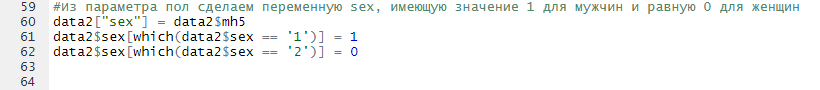 59 #Из параметра пол сделаем переменную sex, имеющую значение 1 для мужчин и равную 0 для женщин
60 data2["sex"] = data2$mh5
61 data2$sex[which(data2$sex == '1')] = 1
62 data2$sex[which(data2$sex == '2')] = 0
63
64